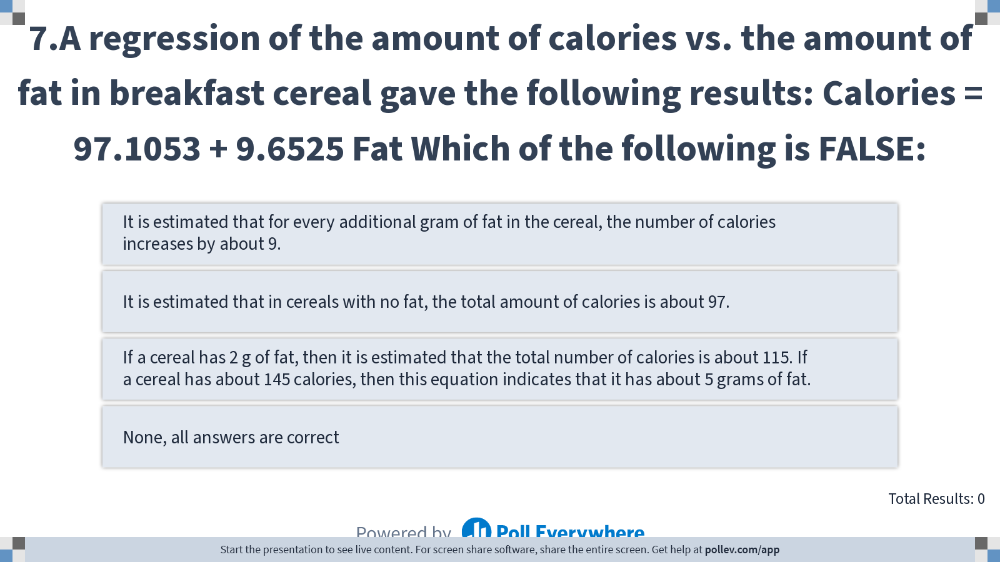 7.A regression of the amount of calories vs. the amount of
fat in breakfast cereal gave the following results: Calories =
97.1053 + 9.6525 Fat Which of the following is FALSE:
It is estimated that for every additional gram of fat in the cereal, the number of calories
increases by about 9.
It is estimated that in cereals with no fat, the total amount of calories is about 97.
If a cereal has 2 g of fat, then it is estimated that the total number of calories is about 115. If
a cereal has about 145 calories, then this equation indicates that it has about 5 grams of fat.
None, all answers are correct
Total Results: 0
Powered by Poll Everywhere
Start the presentation to see live content. For screen share software, share the entire screen. Get help at pollev.com/app